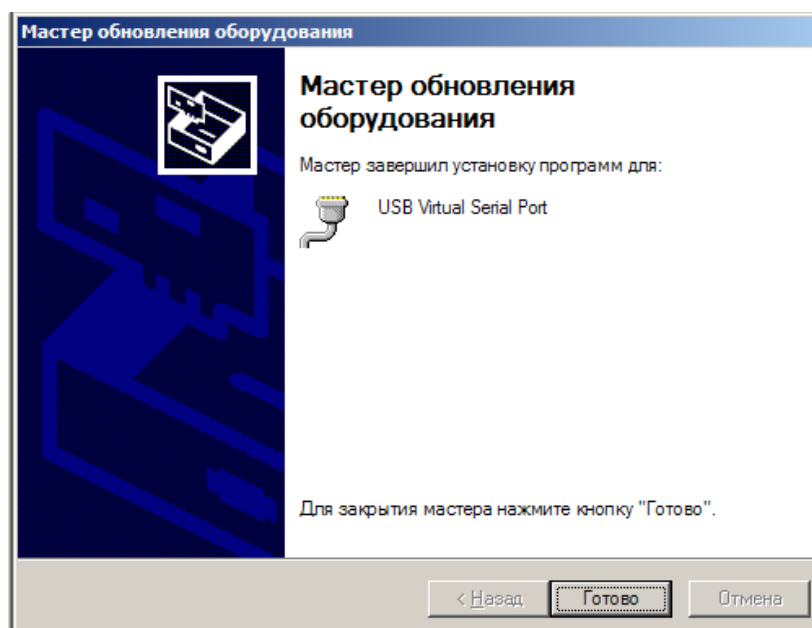 Мастер обновления оборудования
Мастер обновления
оборудования
Мастер завершил установку программ для:
USB Virtual Serial Port
Для закрытия мастера нажмите кнопку "Готово".
< Назад Готово Отмена